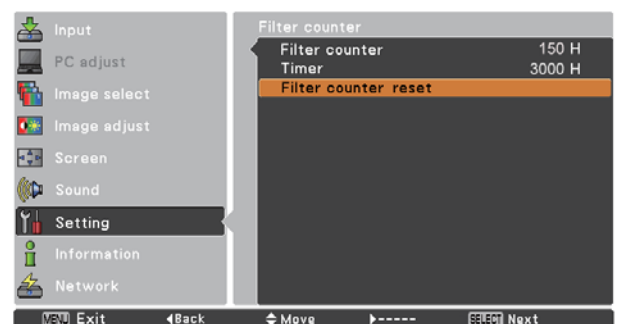 Input
PC adjust
Image select
Image adjust
Screen
Sound
Setting
Information
Network
Filter counter
Filter counter 150 H
Timer 3000 H
Filter counter reset
MENU Exit ◀Back Move ▶----- SELECT Next